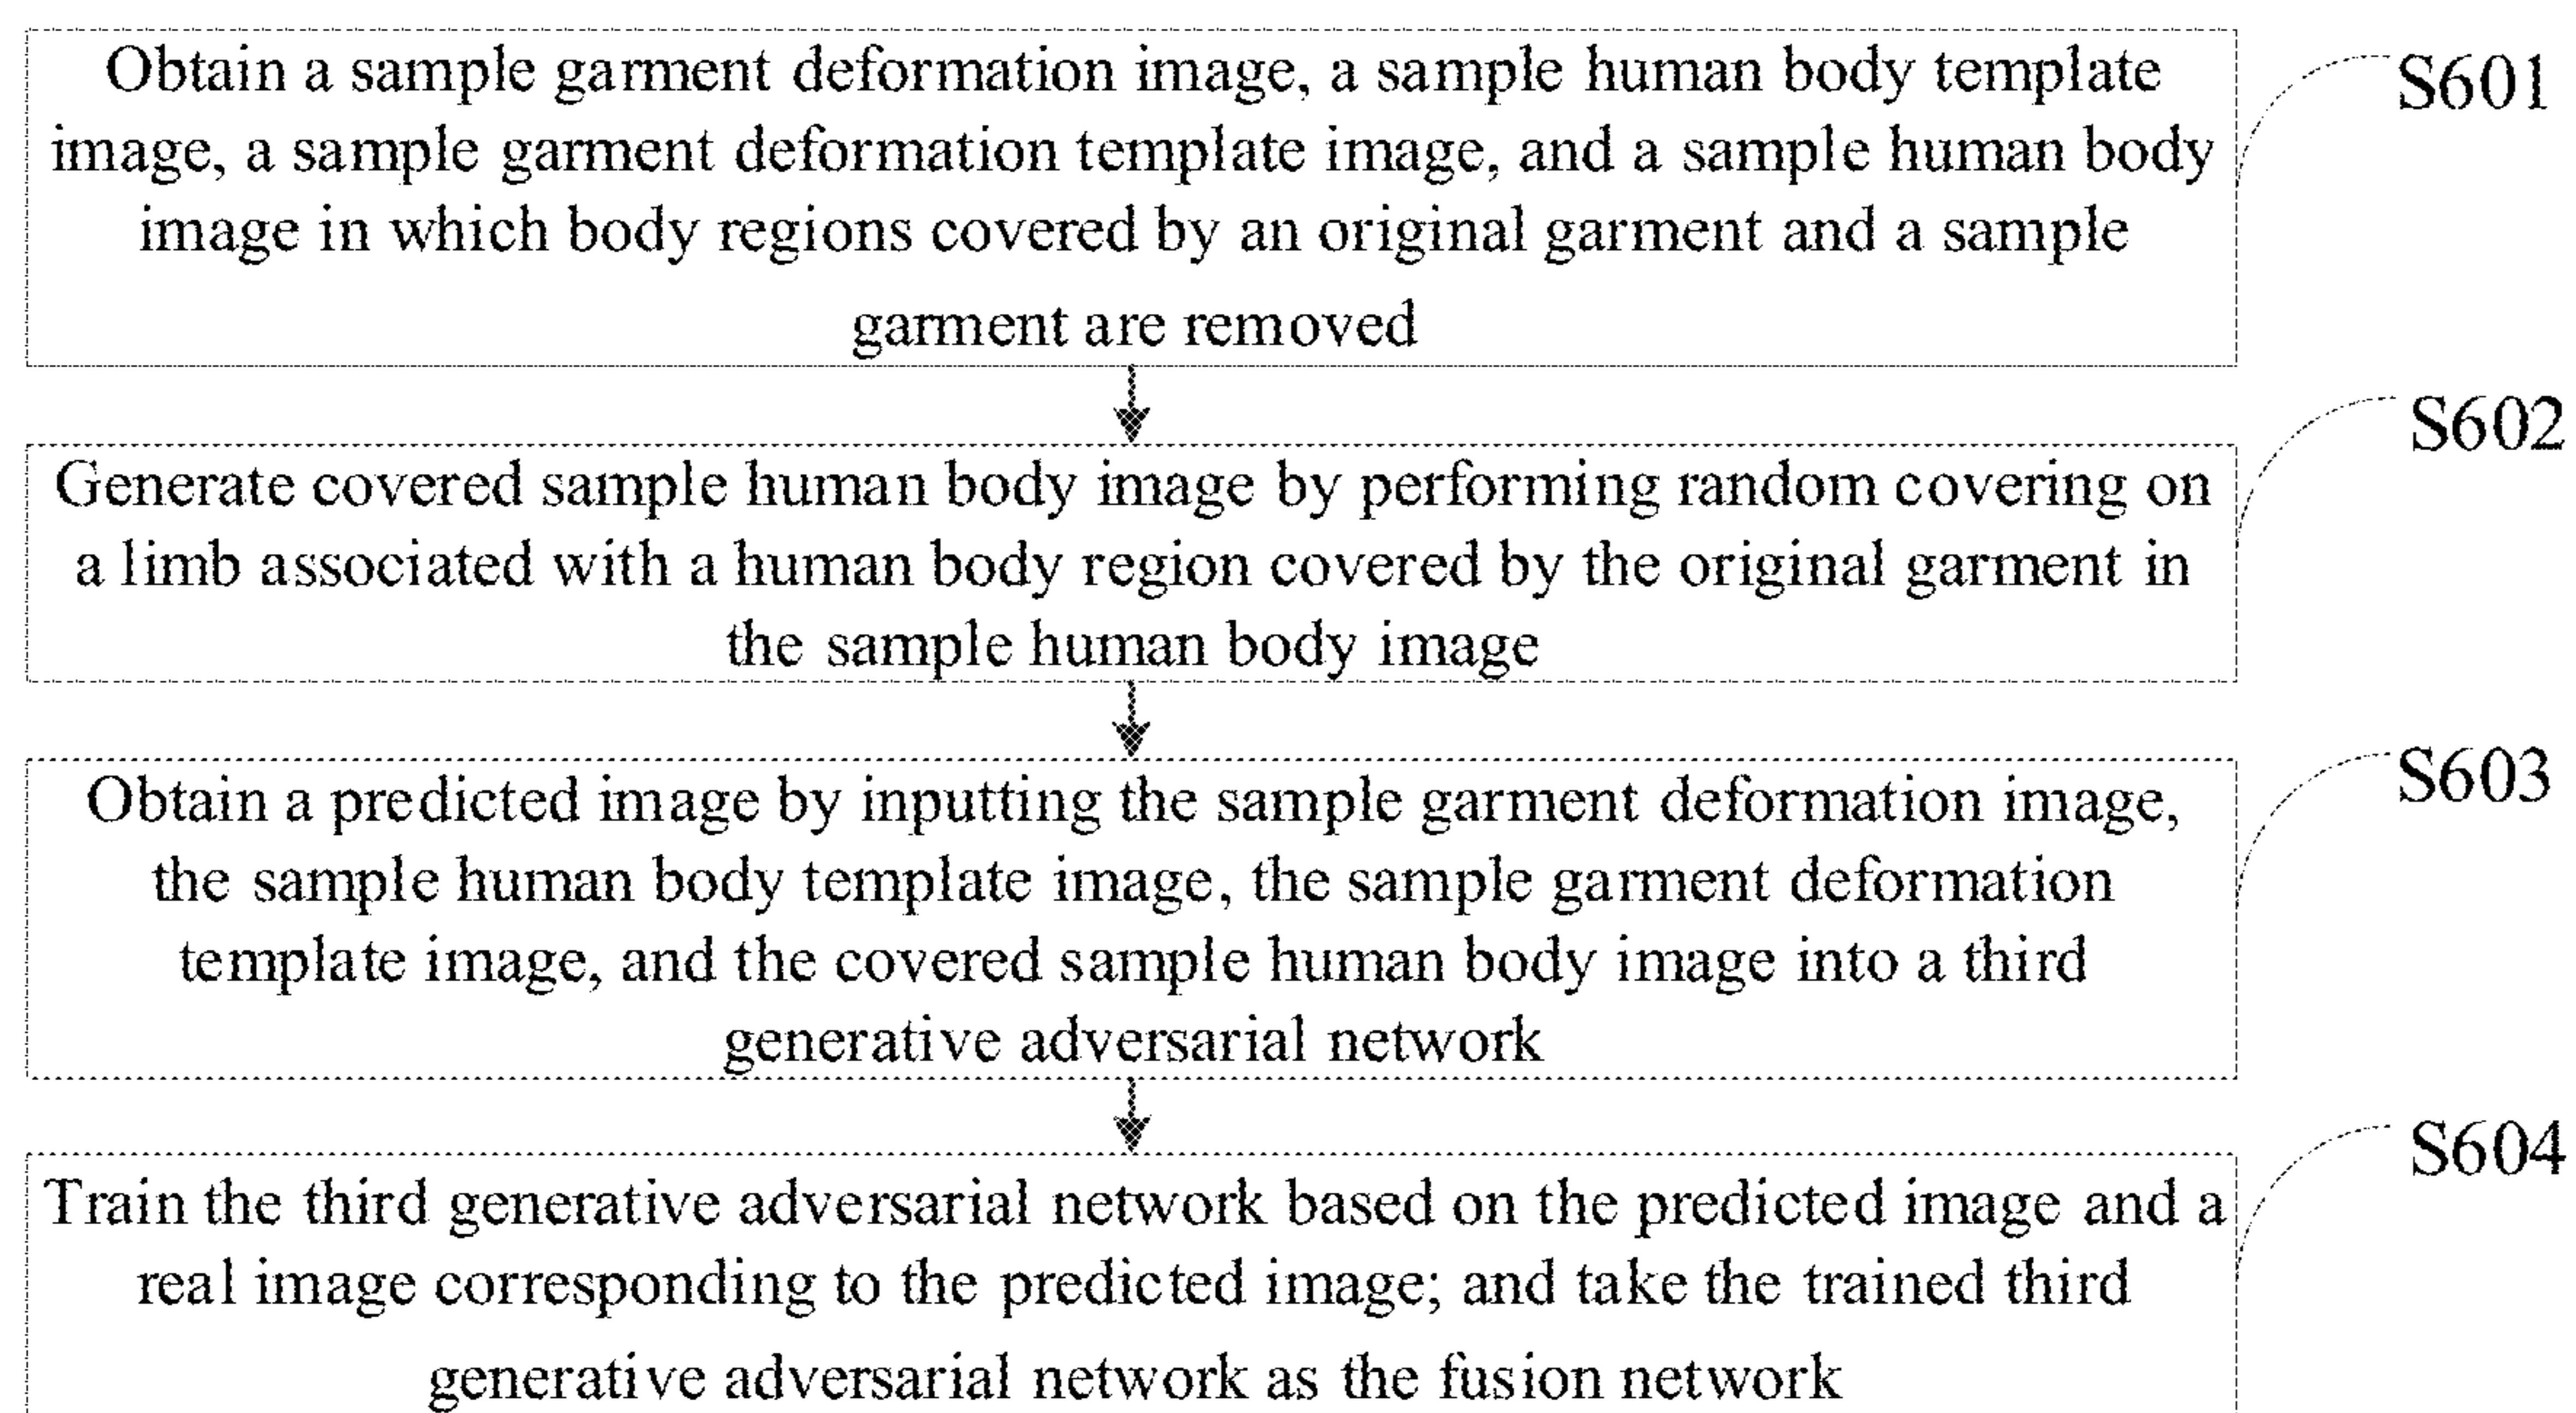 Obtain a sample garment deformation image, a sample human body template
image, a sample garment deformation template image, and a sample human body
image in which body regions covered by an original garment and a sample
garment are removed
S601
Generate covered sample human body image by performing random covering on
a limb associated with a human body region covered by the original garment in
the sample human body image
S602
Obtain a predicted image by inputting the sample garment deformation image,
the sample human body template image, the sample garment deformation
template image, and the covered sample human body image into a third
generative adversarial network
S603
Train the third generative adversarial network based on the predicted image and a
real image corresponding to the predicted image; and take the trained third
generative adversarial network as the fusion network
S604